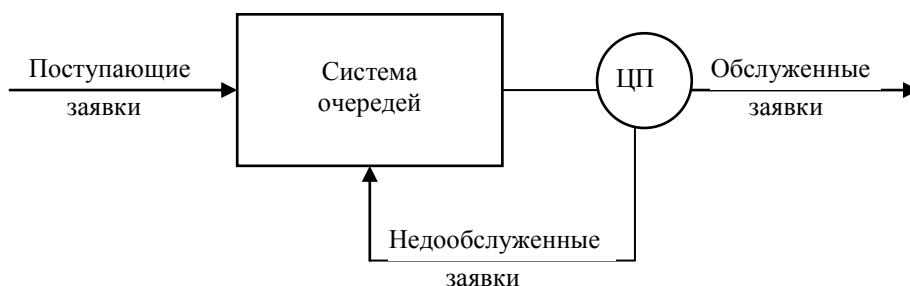 Поступающие
заявки
Система
очередей
ЦП
Обслуженные
заявки
Недообслуженные
заявки